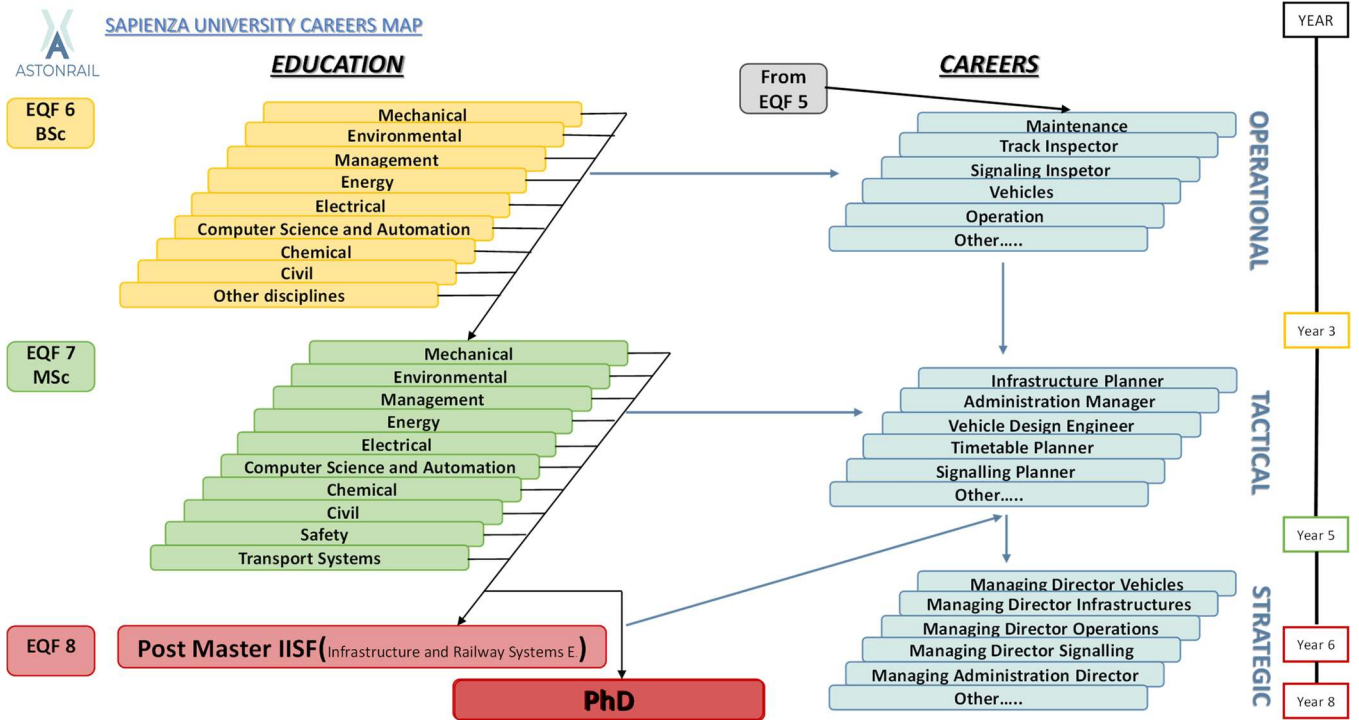 SAPIENZA UNIVERSITY CAREERS MAP
ASTONRAIL
EDUCATION
CAREERS
YEAR
From
EQF 5
EQF 6
BSc
Mechanical
Environmental
Management
Energy
Electrical
Computer Science and Automation
Chemical
Civil
Other disciplines
Maintenance
Track Inspector
Signaling Inspetor
Vehicles
Operation
Other.....
OPERATIONAL
Year 3
EQF 7
MSc
Mechanical
Environmental
Management
Energy
Electrical
Computer Science and Automation
Chemical
Civil
Safety
Transport Systems
Infrastructure Planner
Administration Manager
Vehicle Design Engineer
Timetable Planner
Signalling Planner
Other.....
TACTICAL
Year 5
EQF 8
Post Master IISF(Infrastructure and Railway Systems E.)
PhD
Managing Director Vehicles
Managing Director Infrastructures
Managing Director Operations
Managing Director Signalling
Managing Administration Director
Other.....
STRATEGIC
Year 6
Year 8